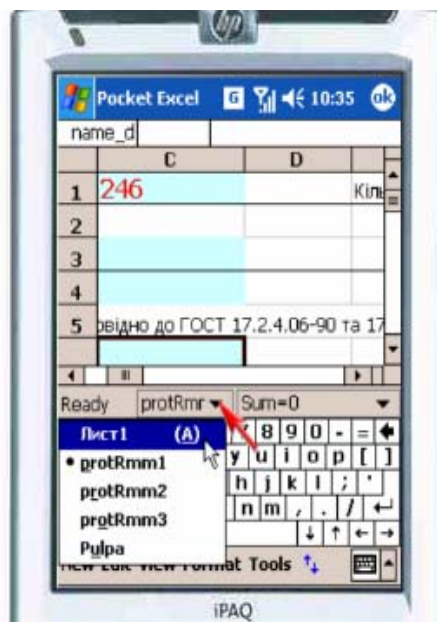 hp
Pocket Excel G 10:35 ok
name_d
C D
1 246 Кіль
2
3
4
5 овідно до ГОСТ 17.2.4.06-90 та 17
Ready protRmr Sum=0
Лист1 (A)
• protRmm1
protRmm2
protRmm3
Pulpa
7 8 9 0 - =
y u i o p [ ]
h j k l ; '
n m , . /
New Edit View Format Tools
iPAQ